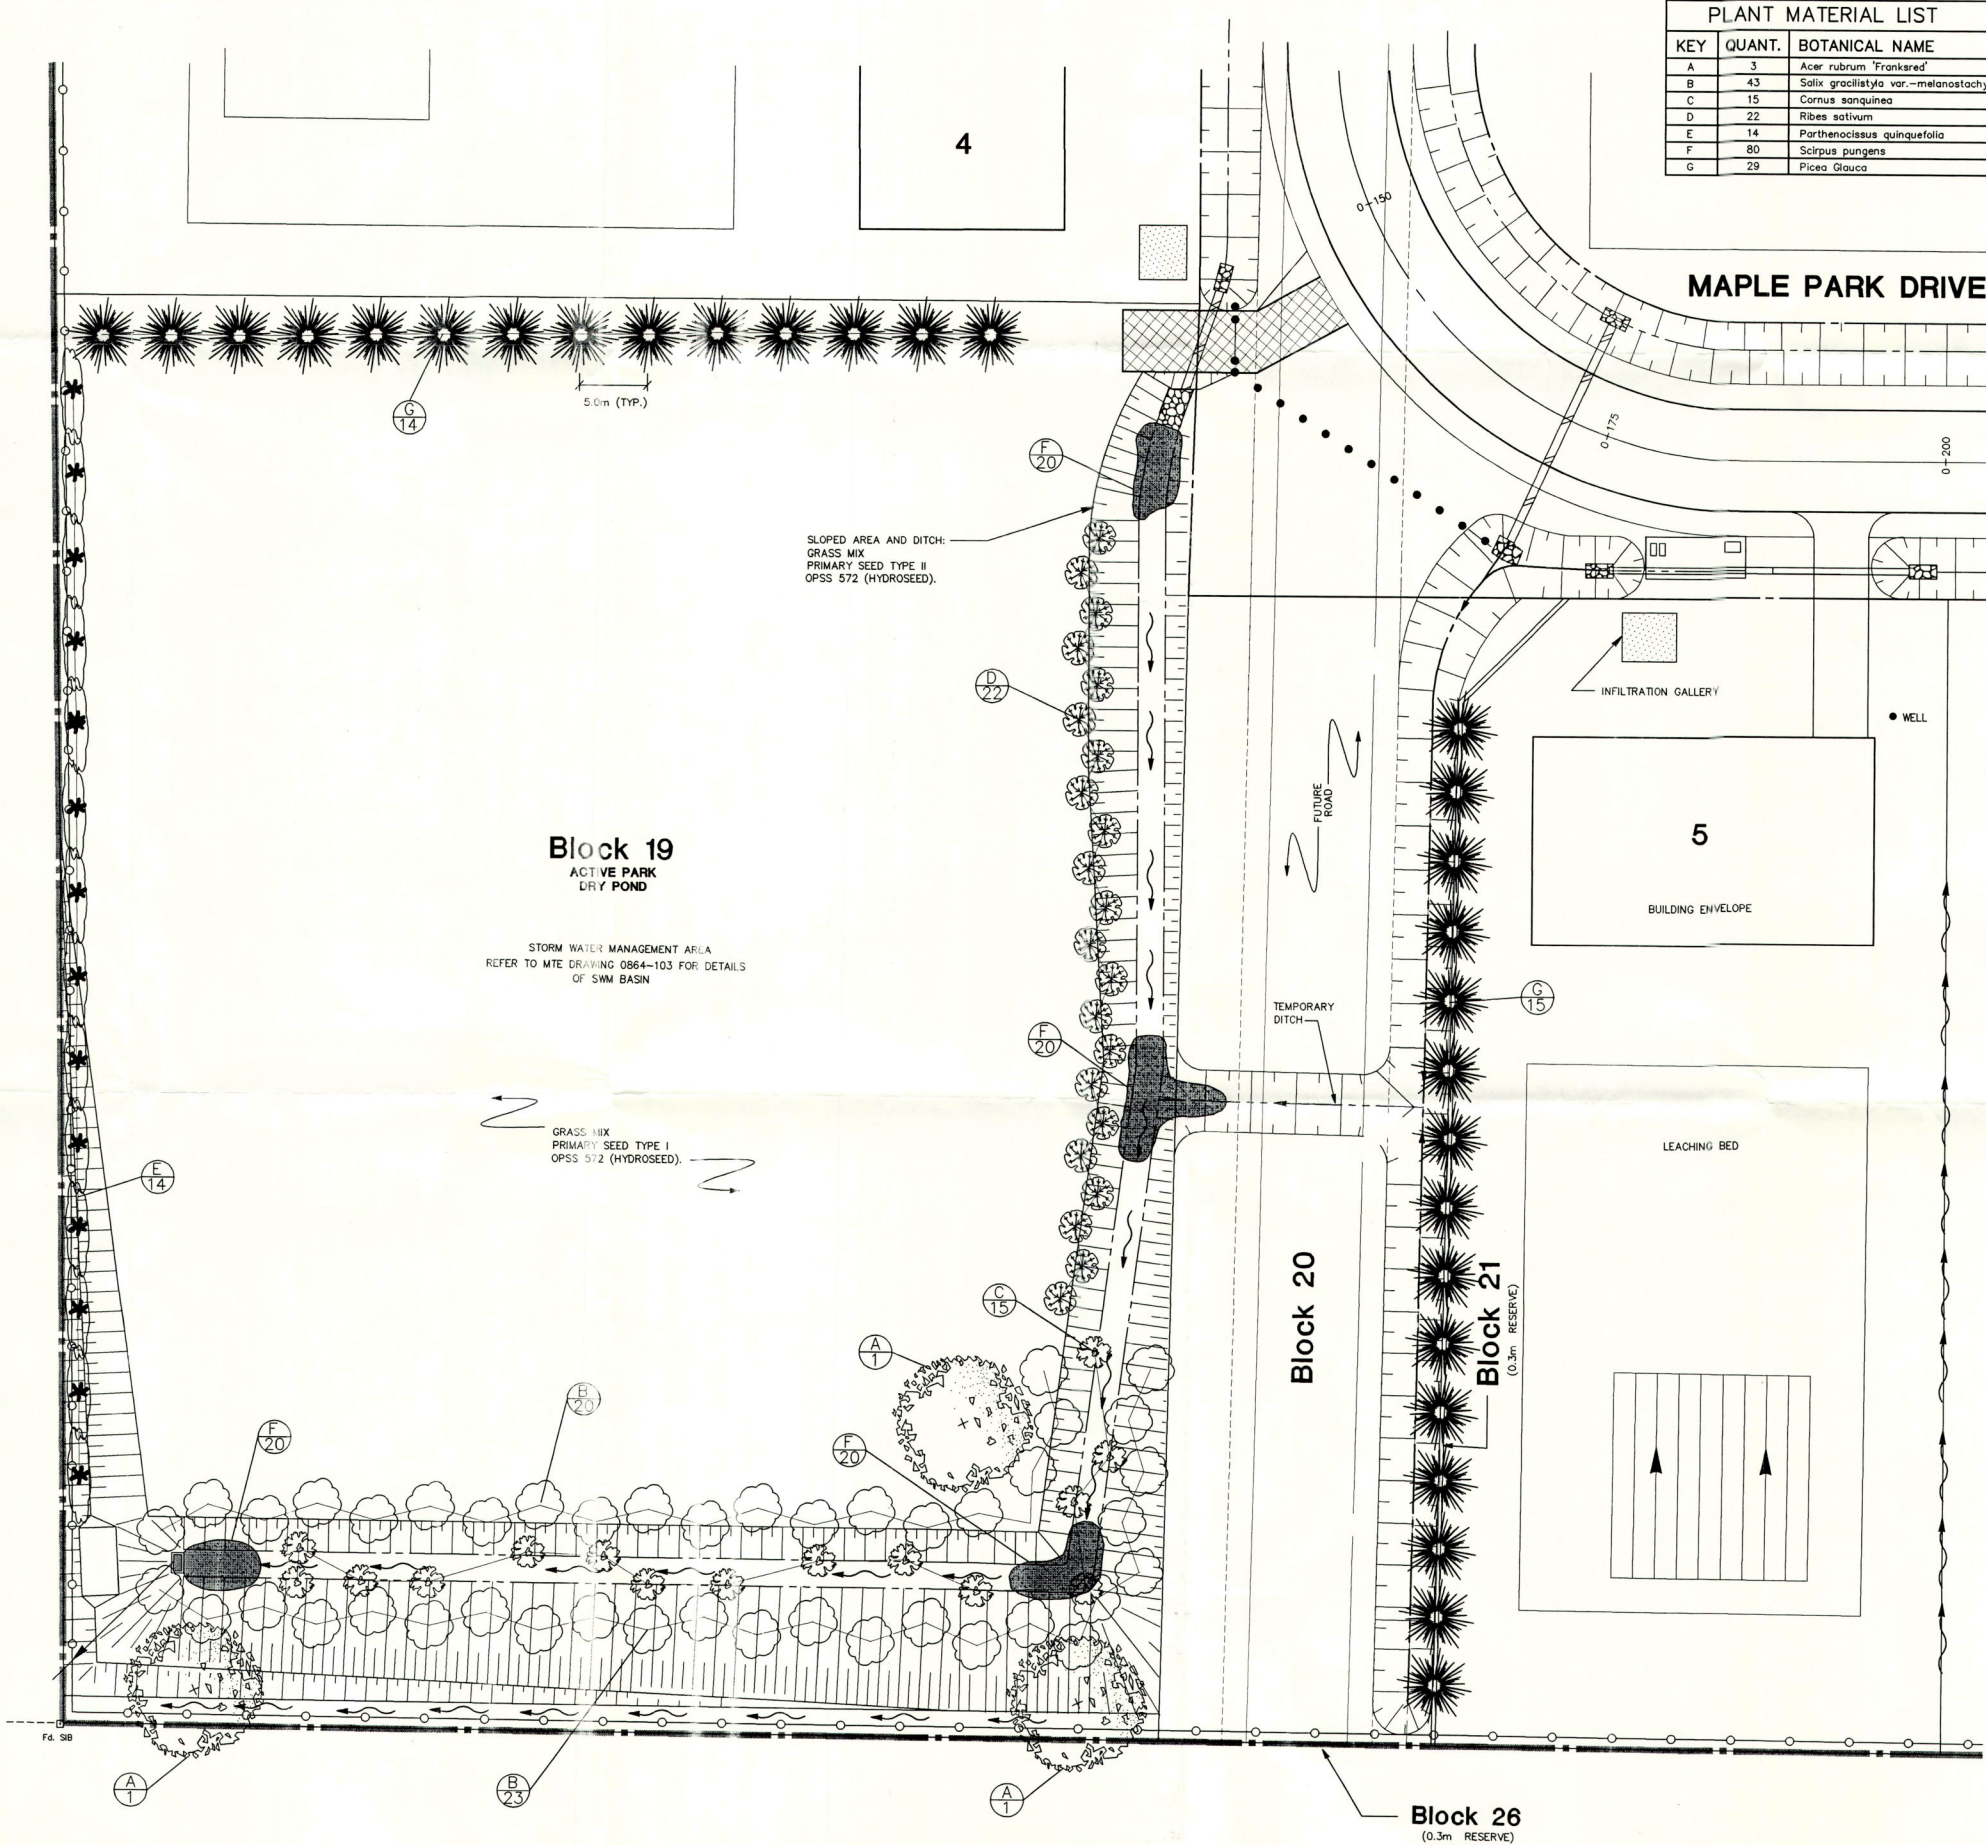 PLANT MATERIAL LIST
KEY QUANT. BOTANICAL NAME
A 3 Acer rubrum 'Franksred'
B 43 Salix gracilistyla var.-melanostachy
C 15 Cornus sanquinea
D 22 Ribes sativum
E 14 Parthenocissus quinquefolia
F 80 Scirpus pungens
G 29 Picea Glauca
4
0-150
MAPLE PARK DRIVE
G
14
5.0m (TYP.)
F
20
0-175
0-200
SLOPED AREA AND DITCH:
GRASS MIX
PRIMARY SEED TYPE II
OPSS 572 (HYDROSEED).
D
22
INFILTRATION GALLERY
WELL
FUTURE
ROAD
5
BUILDING ENVELOPE
Block 19
ACTIVE PARK
DRY POND
STORM WATER MANAGEMENT AREA
REFER TO MTE DRAWING 0864-103 FOR DETAILS
OF SWM BASIN
G
15
TEMPORARY
DITCH
F
20
GRASS MIX
PRIMARY SEED TYPE I
OPSS 572 (HYDROSEED).
LEACHING BED
E
14
Block 20
Block 21
(0.3m RESERVE)
C
15
A
1
B
20
F
20
F
20
Fd. SIB
A
1
B
23
A
1
Block 26
(0.3m RESERVE)